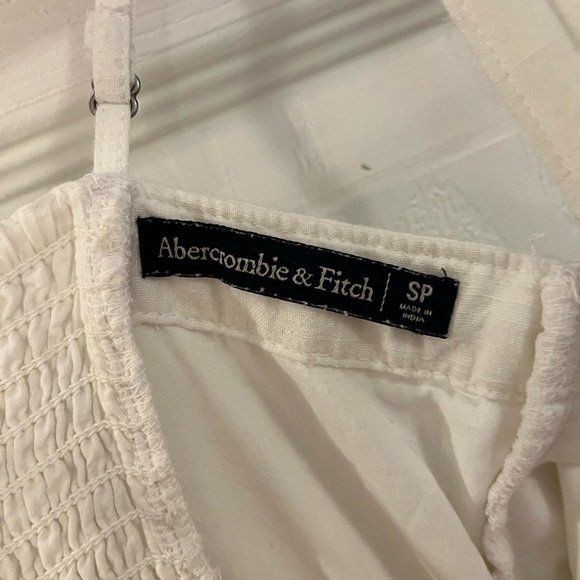 Abercrombie & Fitch SP
MADE IN
INDIA